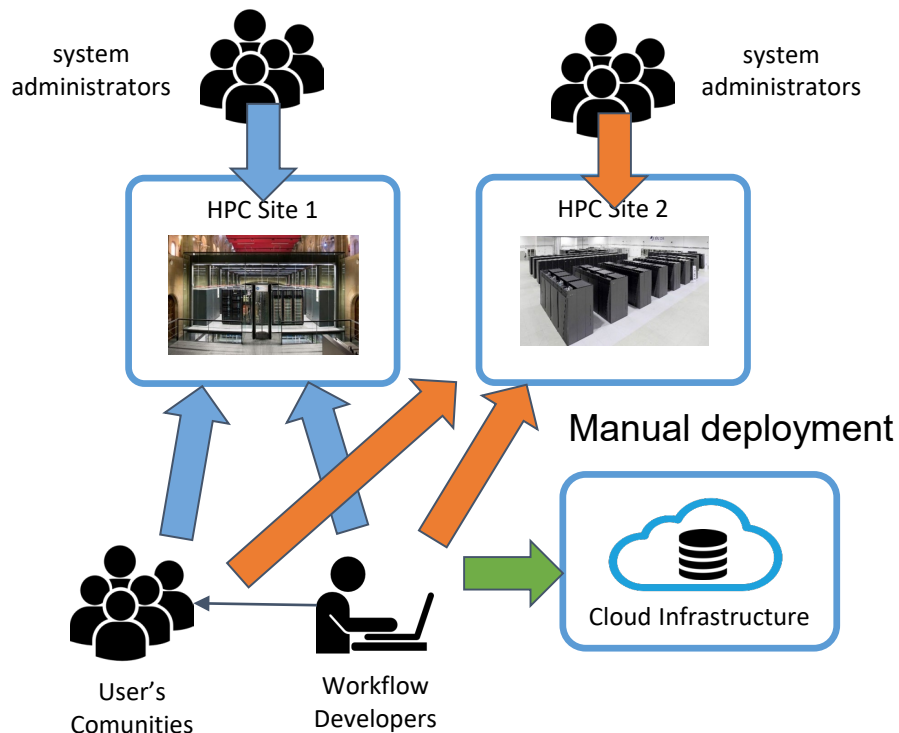 system
administrators
system
administrators
HPC Site 1
HPC Site 2
Manual deployment
Cloud Infrastructure
User's
Comunities
Workflow
Developers